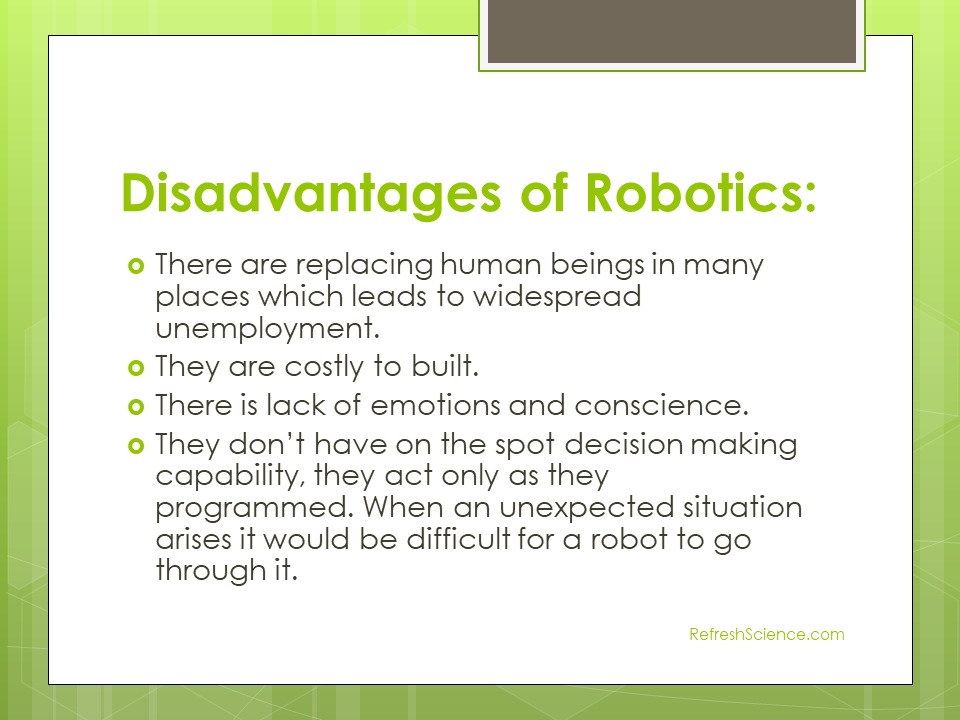 Disadvantages of Robotics:
There are replacing human beings in many
places which leads to widespread
unemployment.
They are costly to built.
There is lack of emotions and conscience.
They don’t have on the spot decision making
capability, they act only as they
programmed. When an unexpected situation
arises it would be difficult for a robot to go
through it.
RefreshScience.com